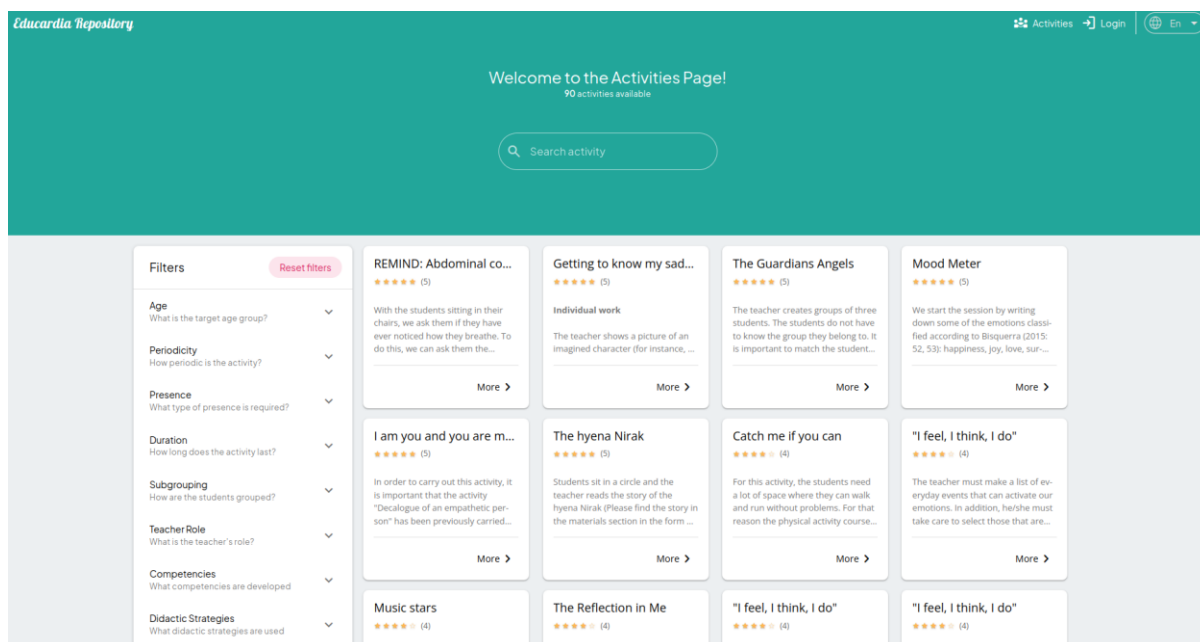 Educardia Repository
Activities
Login
En
Welcome to the Activities Page!
90 activities available
Search activity
Filters
Reset filters
Age
What is the target age group?
Periodicity
How periodic is the activity?
Presence
What type of presence is required?
Duration
How long does the activity last?
Subgrouping
How are the students grouped?
Teacher Role
What is the teacher's role?
Competencies
What competencies are developed
Didactic Strategies
What didactic strategies are used
REMIND: Abdominal co...
(5)
With the students sitting in their
chairs, we ask them if they have
ever noticed how they breathe. To
do this, we can ask them the...
More
Getting to know my sad...
(5)
Individual work
The teacher shows a picture of an
imagined character (for instance, ...
More
The Guardians Angels
(5)
The teacher creates groups of three
students. The students do not have
to know the group they belong to. It
is important to match the student...
More
Mood Meter
(5)
We start the session by writing
down some of the emotions classi-
fied according to Bisquerra (2015:
52, 53): happiness, joy, love, sur-...
More
I am you and you are m...
(5)
In order to carry out this activity, it
is important that the activity
"Decalogue of an empathetic per-
son" has been previously carried...
More
The hyena Nirak
(5)
Students sit in a circle and the
teacher reads the story of the
hyena Nirak (Please find the story in
the materials section in the form ...
More
Catch me if you can
(4)
For this activity, the students need
a lot of space where they can walk
and run without problems. For that
reason the physical activity course...
More
"I feel, I think, I do"
(4)
The teacher must make a list of ev-
eryday events that can activate our
emotions. In addition, he/she must
take care to select those that are...
More
Music stars
(4)
The Reflection in Me
(4)
"I feel, I think, I do"
(4)
"I feel, I think, I do"
(4)